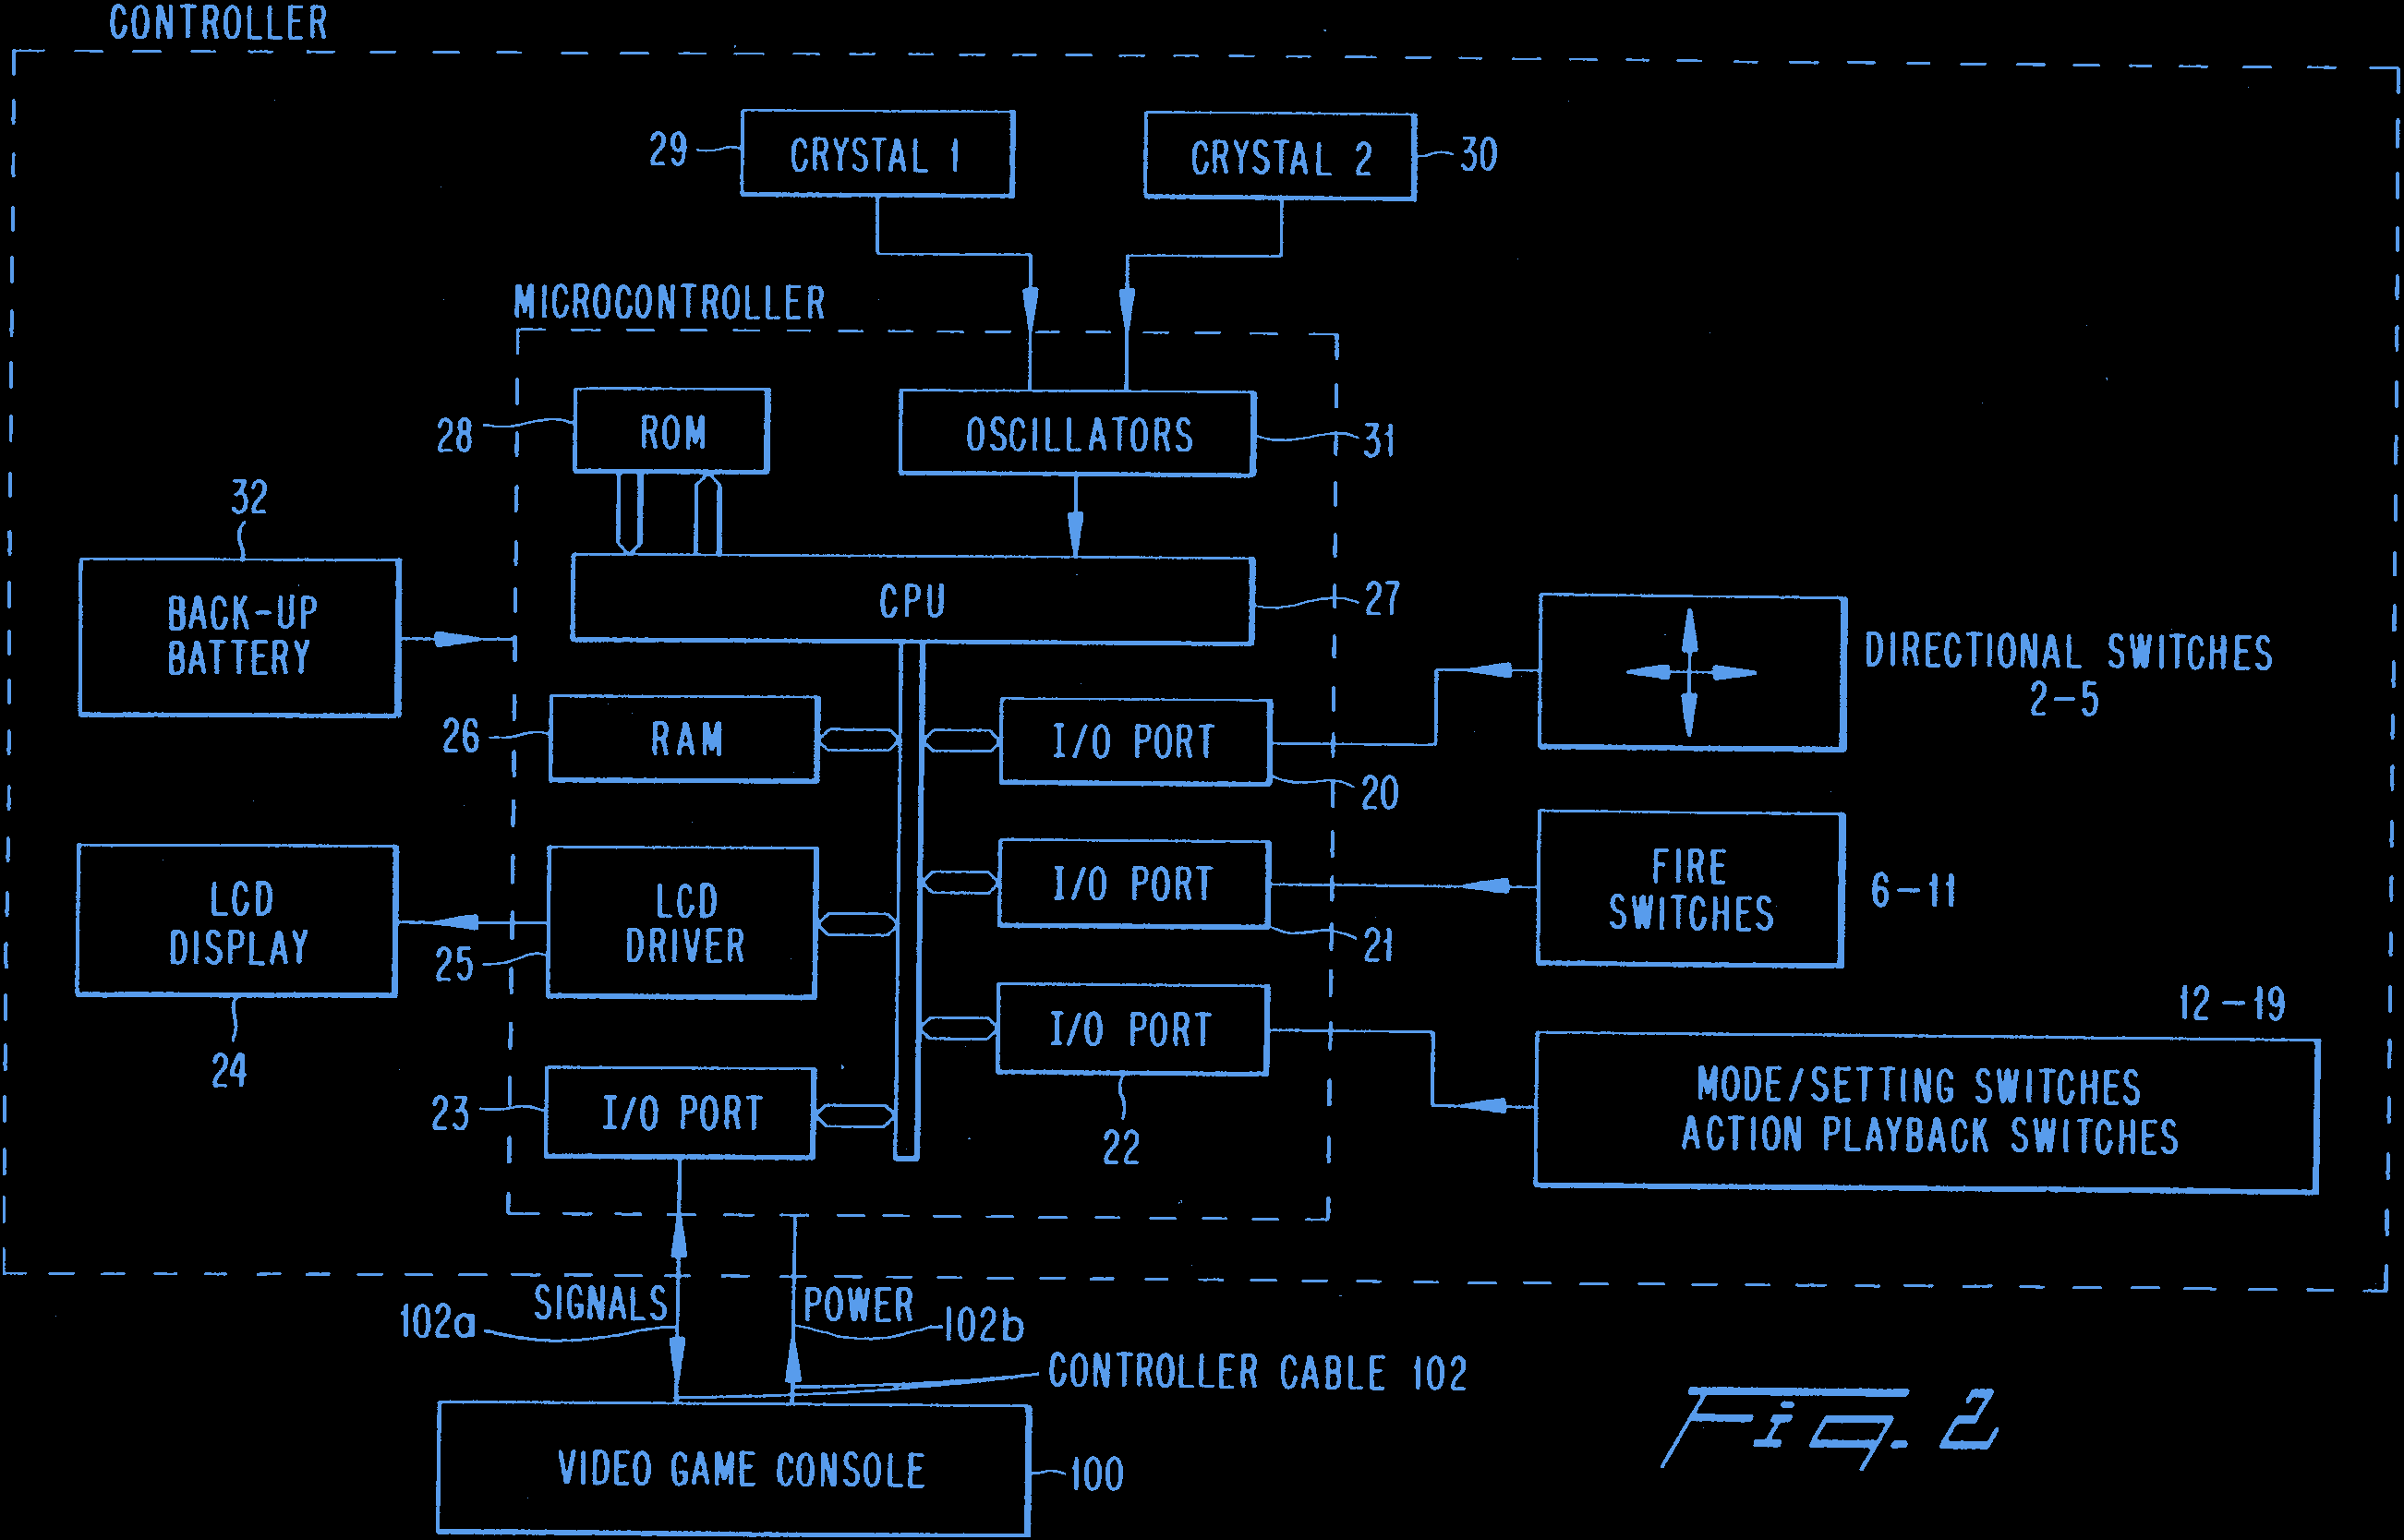 CONTROLLER
29
CRYSTAL 1
CRYSTAL 2
30
MICROCONTROLLER
28
ROM
OSCILLATORS
31
32
BACK-UP
BATTERY
CPU
27
DIRECTIONAL SWITCHES
2-5
26
RAM
I/O PORT
20
LCD
DISPLAY
24
25
LCD
DRIVER
I/O PORT
21
FIRE
SWITCHES
6-11
I/O PORT
22
12-19
MODE/SETTING SWITCHES
ACTION PLAYBACK SWITCHES
23
I/O PORT
SIGNALS
102a
POWER
102b
CONTROLLER CABLE 102
VIDEO GAME CONSOLE
100
Fig. 2